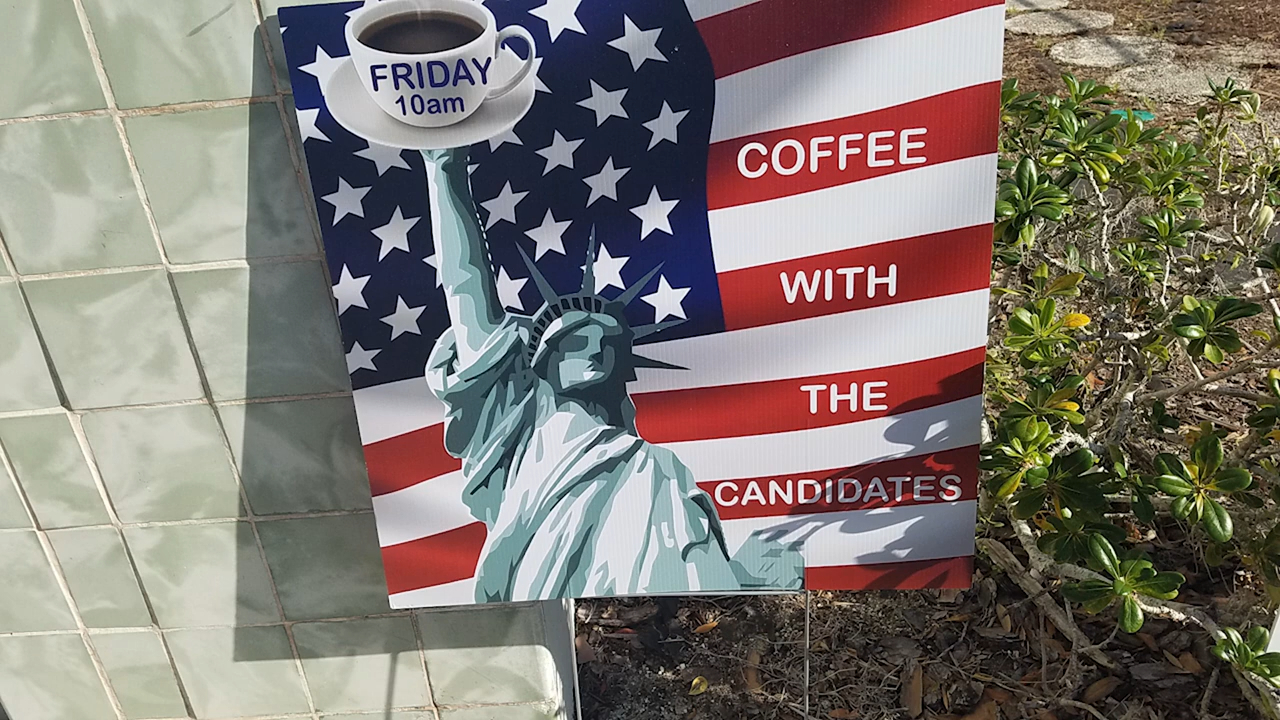 FRIDAY
10am
COFFEE
WITH
THE
CANDIDATES